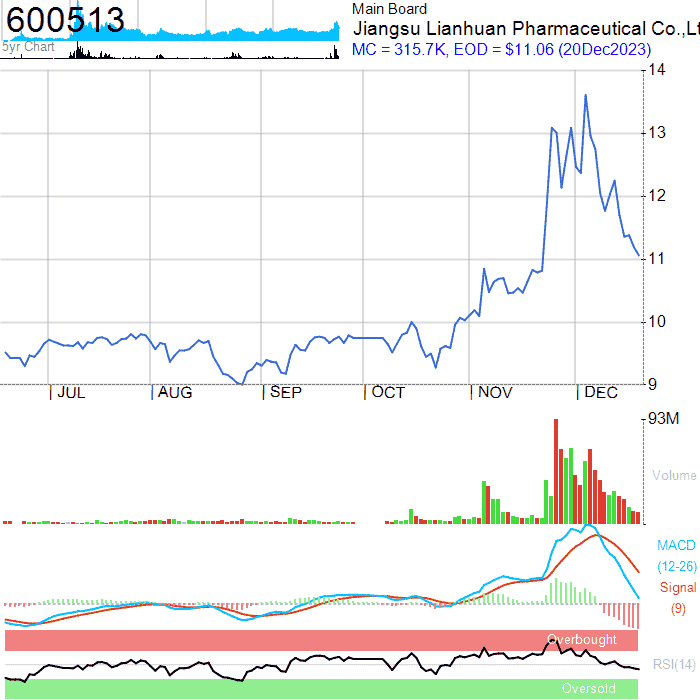 600513
5yr Chart
Main Board
Jiangsu Lianhuan Pharmaceutical Co.,Lt
MC = 315.7K, EOD = $11.06 (20Dec2023)
14
13
12
11
10
9
JUL
AUG
SEP
OCT
NOV
DEC
93M
Volume
MACD
(12-26)
Signal
(9)
Overbought
RSI(14)
Oversold